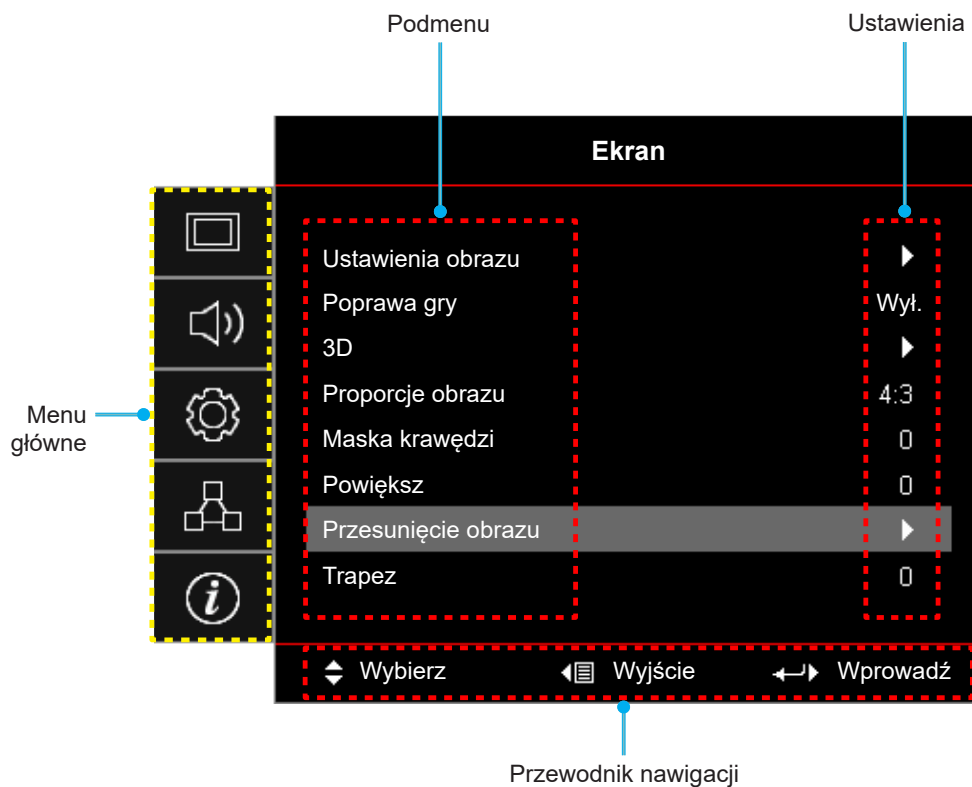 Podmenu
Ustawienia
Ekran
Ustawienia obrazu
Poprawa gry Wył.
3D
Proporcje obrazu 4:3
Maska krawędzi 0
Powiększ 0
Przesunięcie obrazu
Trapez 0
Menu
główne
i
Wybierz Wyjście Wprowadź
Przewodnik nawigacji